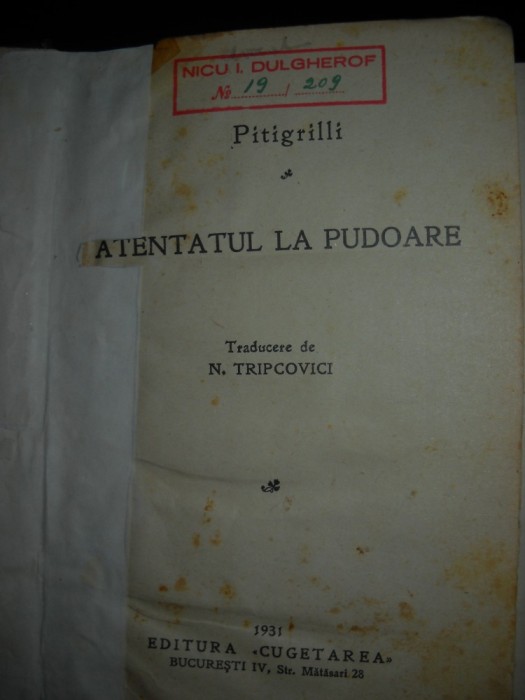 NICU I. DULGHEROF
№ 19 / 209
Pitigrilli
ATENTATUL LA PUDOARE
Traducere de
N. TRIPCOVICI
1931
EDITURA «CUGETAREA»
BUCUREȘTI IV, Str. Mătăsari 28